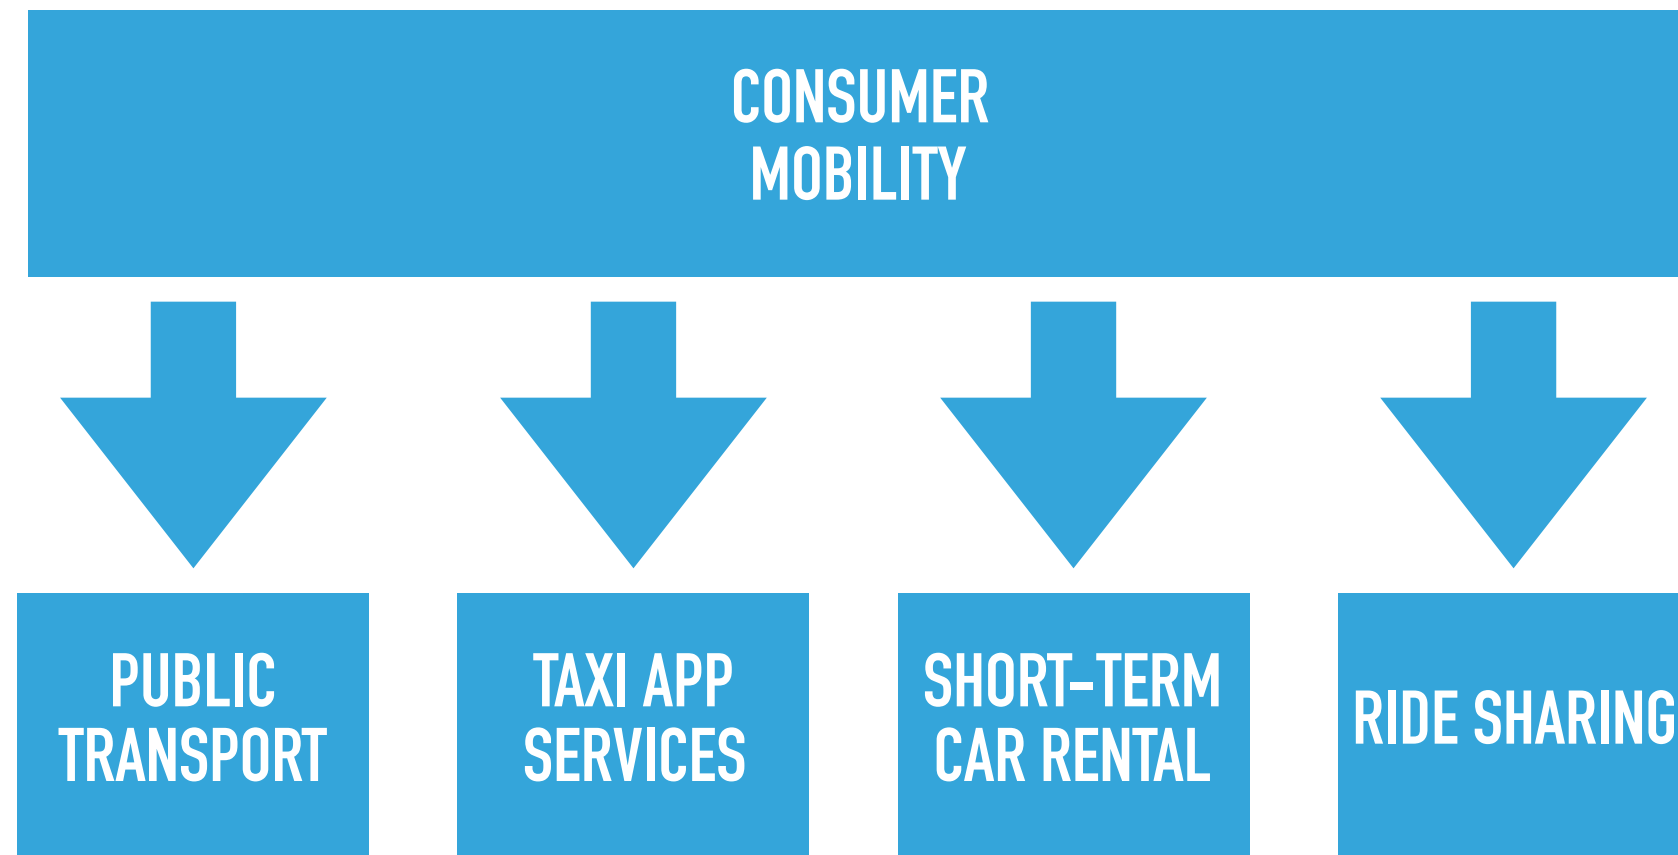 CONSUMER
MOBILITY
PUBLIC
TRANSPORT
TAXI APP
SERVICES
SHORT-TERM
CAR RENTAL
RIDE SHARING